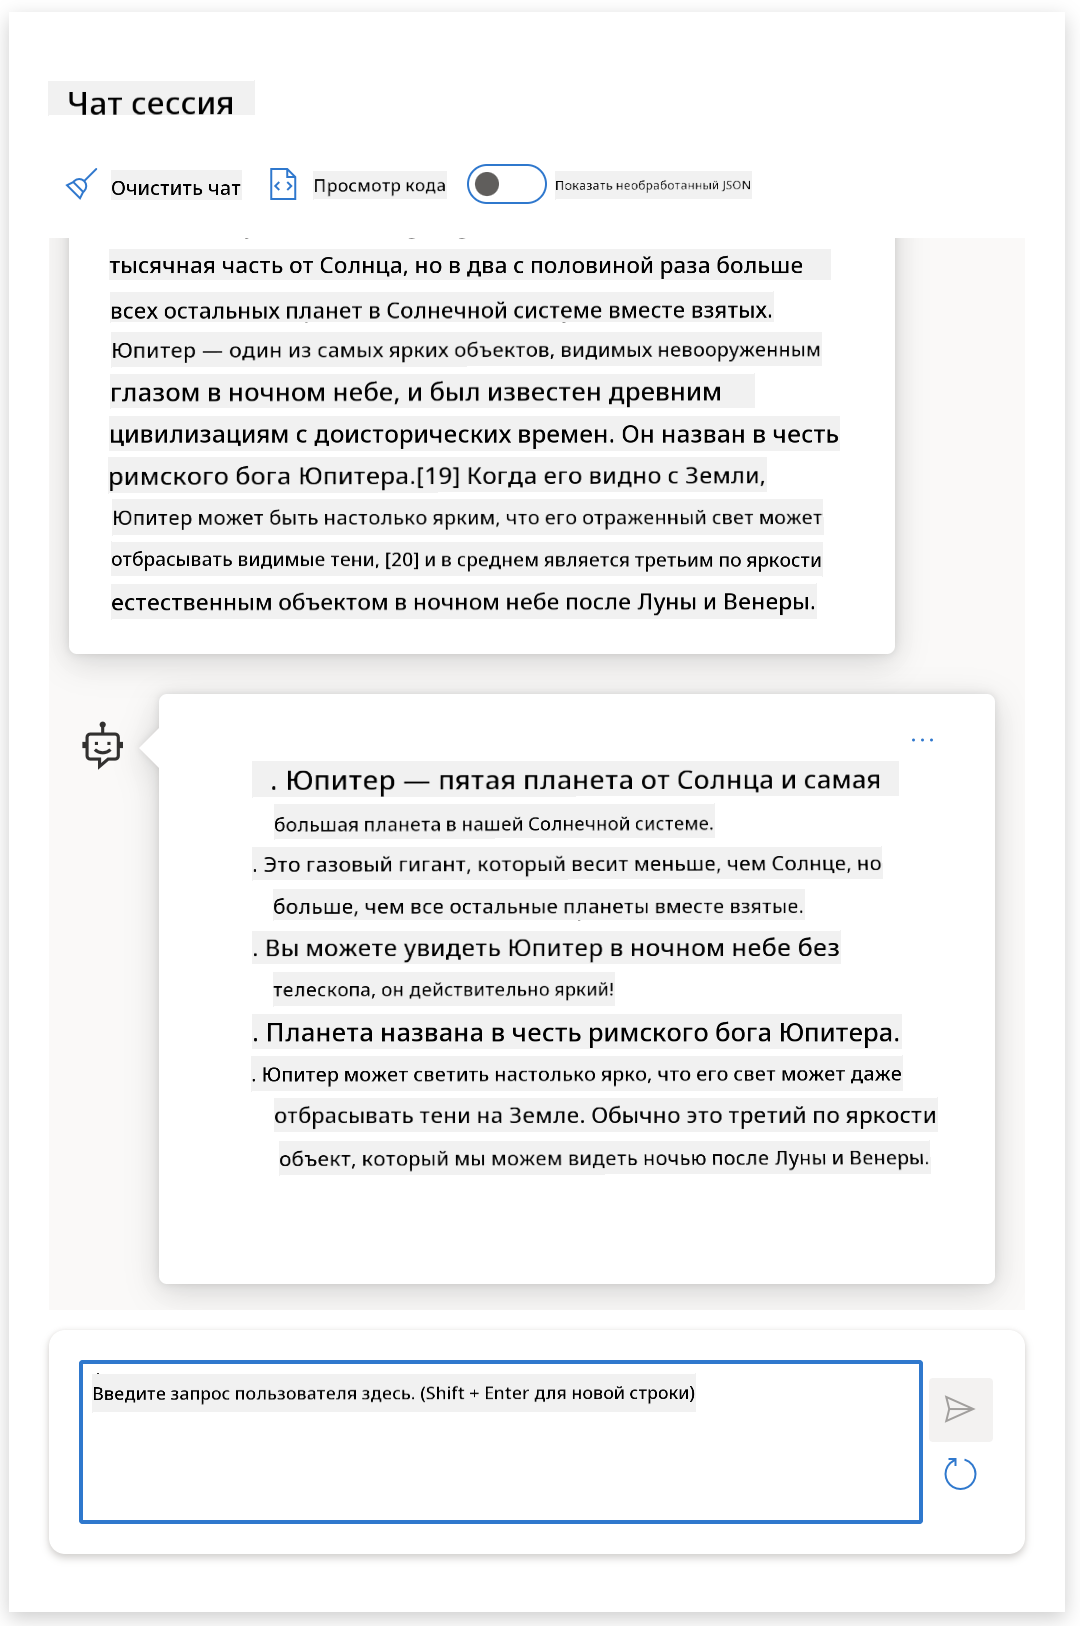 Чат сессия
Очистить чат
Просмотр кода
Показать необработанный JSON
тысячная часть от Солнца, но в два с половиной раза больше
всех остальных планет в Солнечной системе вместе взятых.
Юпитер — один из самых ярких объектов, видимых невооруженным
глазом в ночном небе, и был известен древним
цивилизациям с доисторических времен. Он назван в честь
римского бога Юпитера.[19] Когда его видно с Земли,
Юпитер может быть настолько ярким, что его отраженный свет может
отбрасывать видимые тени, [20] и в среднем является третьим по яркости
естественным объектом в ночном небе после Луны и Венеры.
. Юпитер — пятая планета от Солнца и самая
большая планета в нашей Солнечной системе.
. Это газовый гигант, который весит меньше, чем Солнце, но
больше, чем все остальные планеты вместе взятые.
. Вы можете увидеть Юпитер в ночном небе без
телескопа, он действительно яркий!
. Планета названа в честь римского бога Юпитера.
. Юпитер может светить настолько ярко, что его свет может даже
отбрасывать тени на Земле. Обычно это третий по яркости
объект, который мы можем видеть ночью после Луны и Венеры.
Введите запрос пользователя здесь. (Shift + Enter для новой строки)